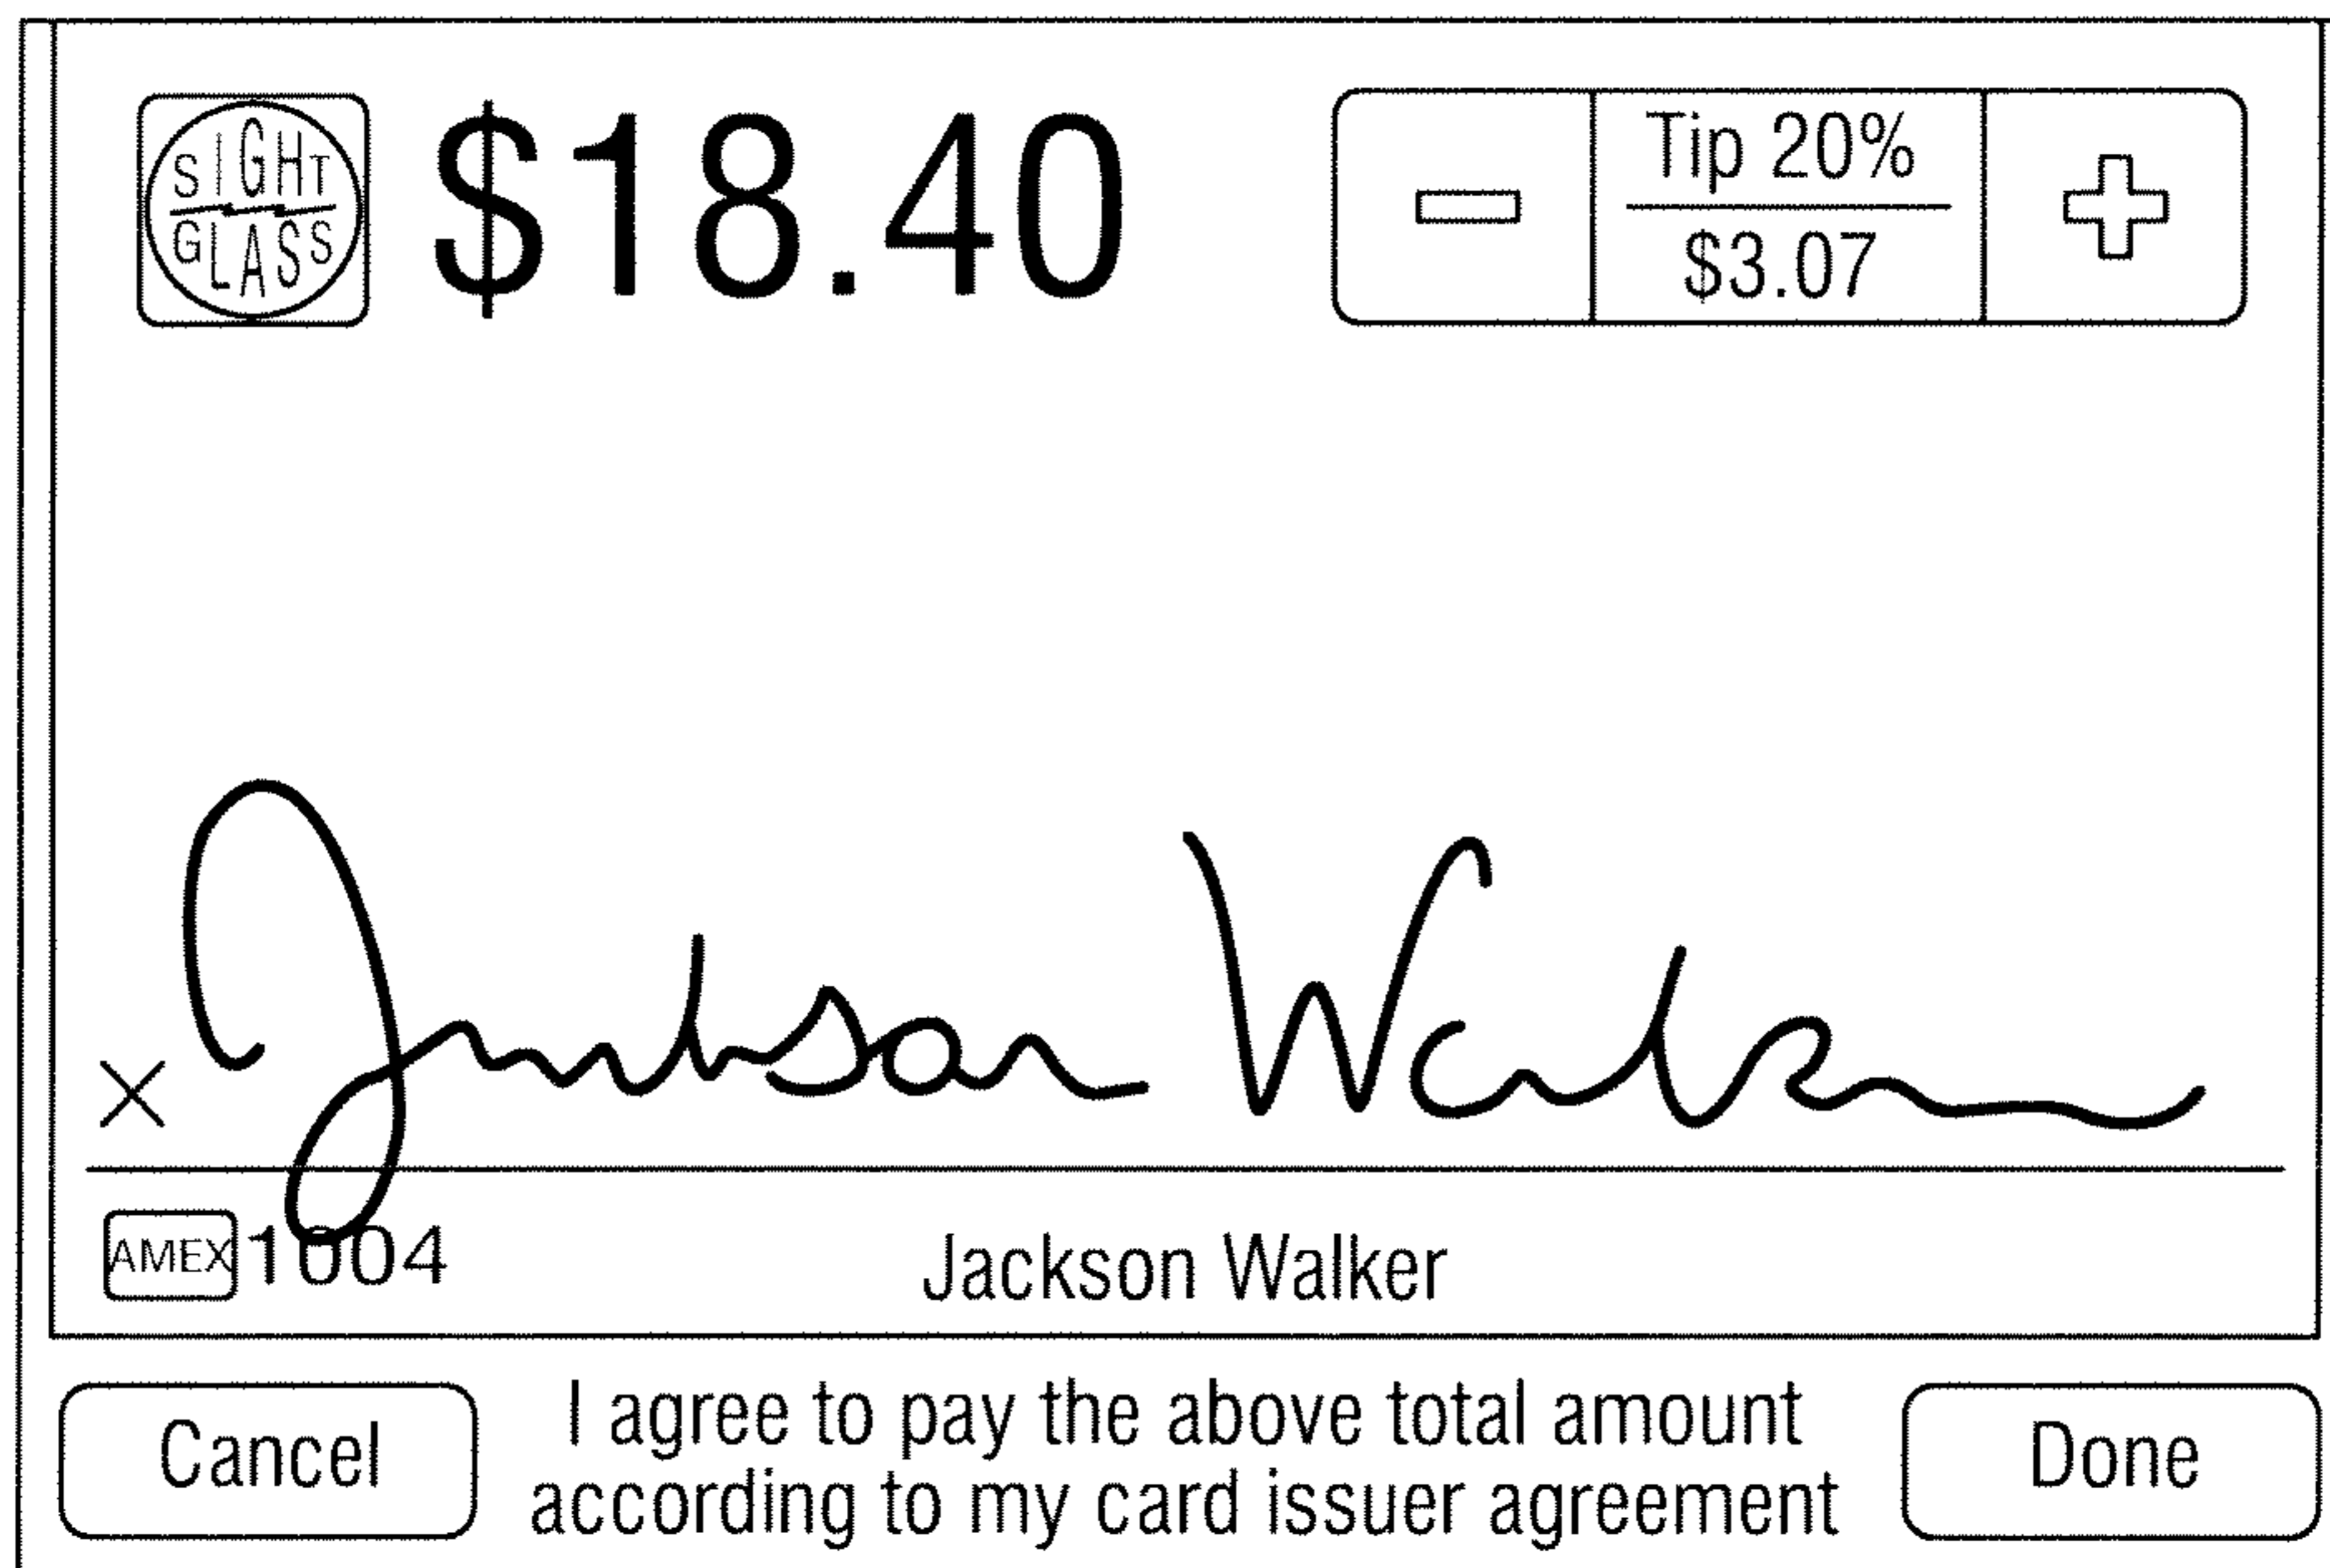 SIGHT
GLASS
$18.40
Tip 20%
$3.07
Jackson Walker
X
AMEX 1004
Jackson Walker
Cancel
I agree to pay the above total amount
according to my card issuer agreement
Done